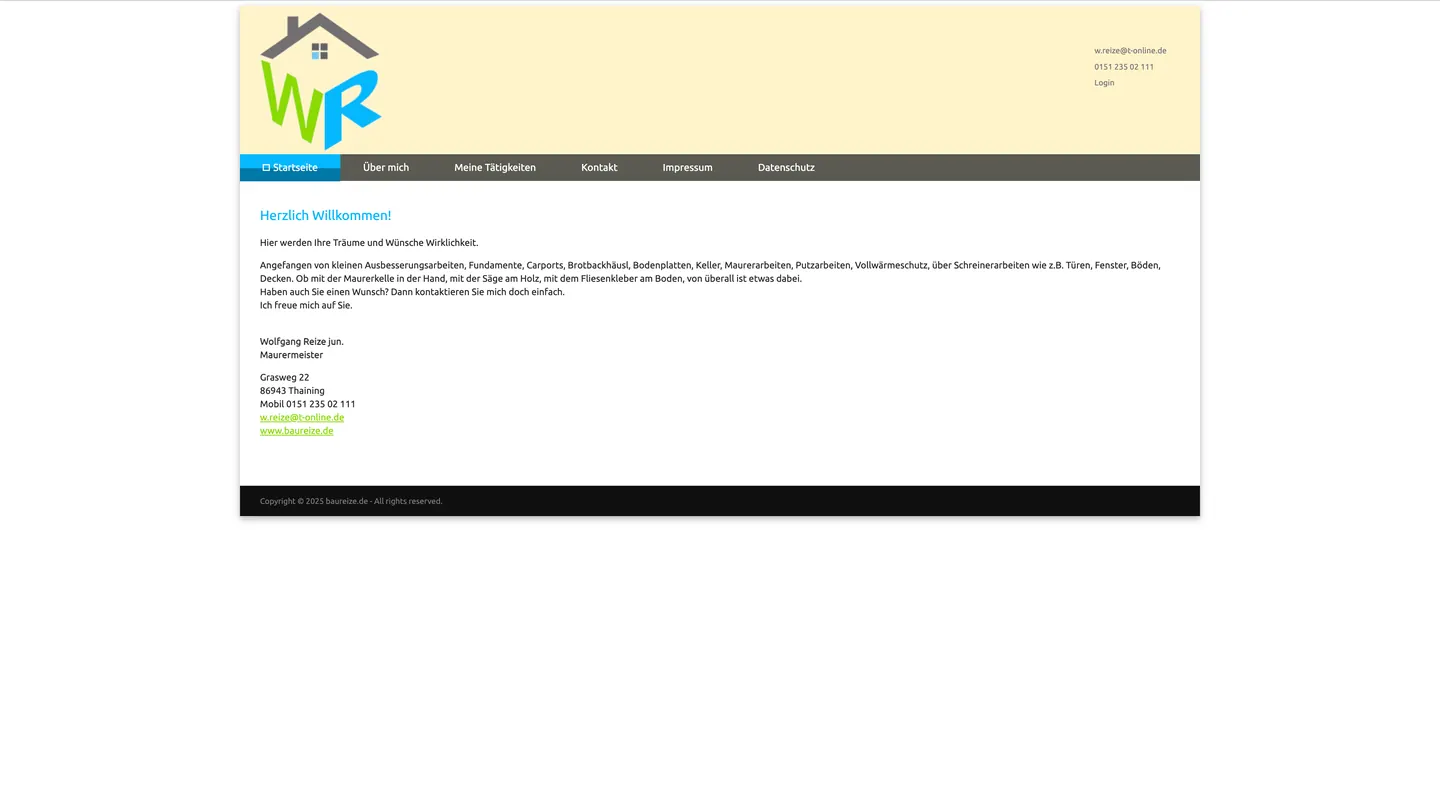 WR
w.reize@t-online.de
0151 235 02 111
Login
Startseite
Über mich
Meine Tätigkeiten
Kontakt
Impressum
Datenschutz
Herzlich Willkommen!
Hier werden Ihre Träume und Wünsche Wirklichkeit.
Angefangen von kleinen Ausbesserungsarbeiten, Fundamente, Carports, Brotbackhäusl, Bodenplatten, Keller, Maurerarbeiten, Putzarbeiten, Vollwärmeschutz, über Schreinerarbeiten wie z.B. Türen, Fenster, Böden,
Decken. Ob mit der Maurerkelle in der Hand, mit der Säge am Holz, mit dem Fliesenkleber am Boden, von überall ist etwas dabei.
Haben auch Sie einen Wunsch? Dann kontaktieren Sie mich doch einfach.
Ich freue mich auf Sie.
Wolfgang Reize jun.
Maurermeister
Grasweg 22
86943 Thaining
Mobil 0151 235 02 111
w.reize@t-online.de
www.baureize.de
Copyright © 2025 baureize.de - All rights reserved.